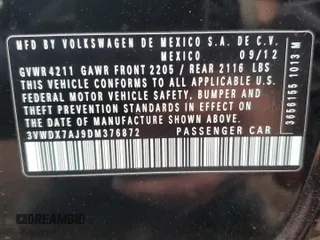 MFD BY VOLKSWAGEN DE MEXICO S.A. DE C.V.
MEXICO 09/12
GVWR 4211 GAWR FRONT 2205 / REAR 2116 LBS
THIS VEHICLE CONFORMS TO ALL APPLICABLE U.S.
FEDERAL MOTOR VEHICLE SAFETY, BUMPER AND
THEFT PREVENTION STANDARDS IN EFFECT ON THE
DATE OF MANUFACTURE SHOWN ABOVE.
3VWDX7AJ9DM376872 PASSENGER CAR
3656155 1013 M
DREAMBID